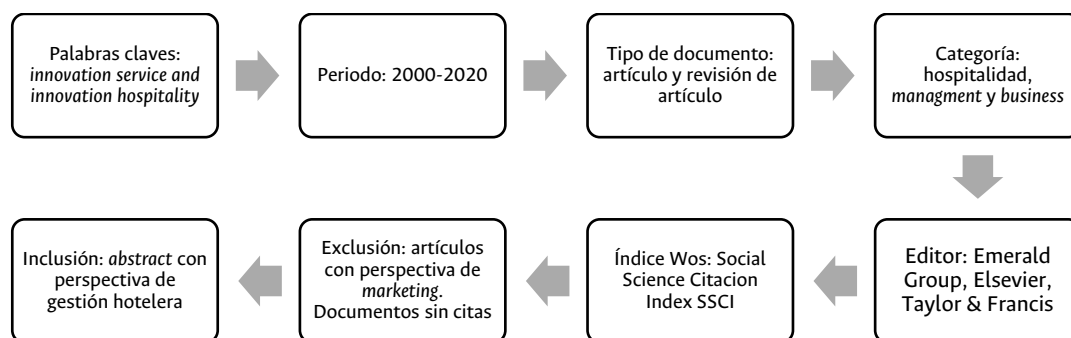 Palabras claves:
innovation service and
innovation hospitality
Periodo: 2000-2020
Tipo de documento:
artículo y revisión de
artículo
Categoría:
hospitalidad,
managment y business
Editor: Emerald
Group, Elsevier,
Taylor & Francis
Índice Wos: Social
Science Citacion
Index SSCI
Exclusión: artículos
con perspectiva de
marketing.
Documentos sin citas
Inclusión: abstract con
perspectiva de
gestión hotelera